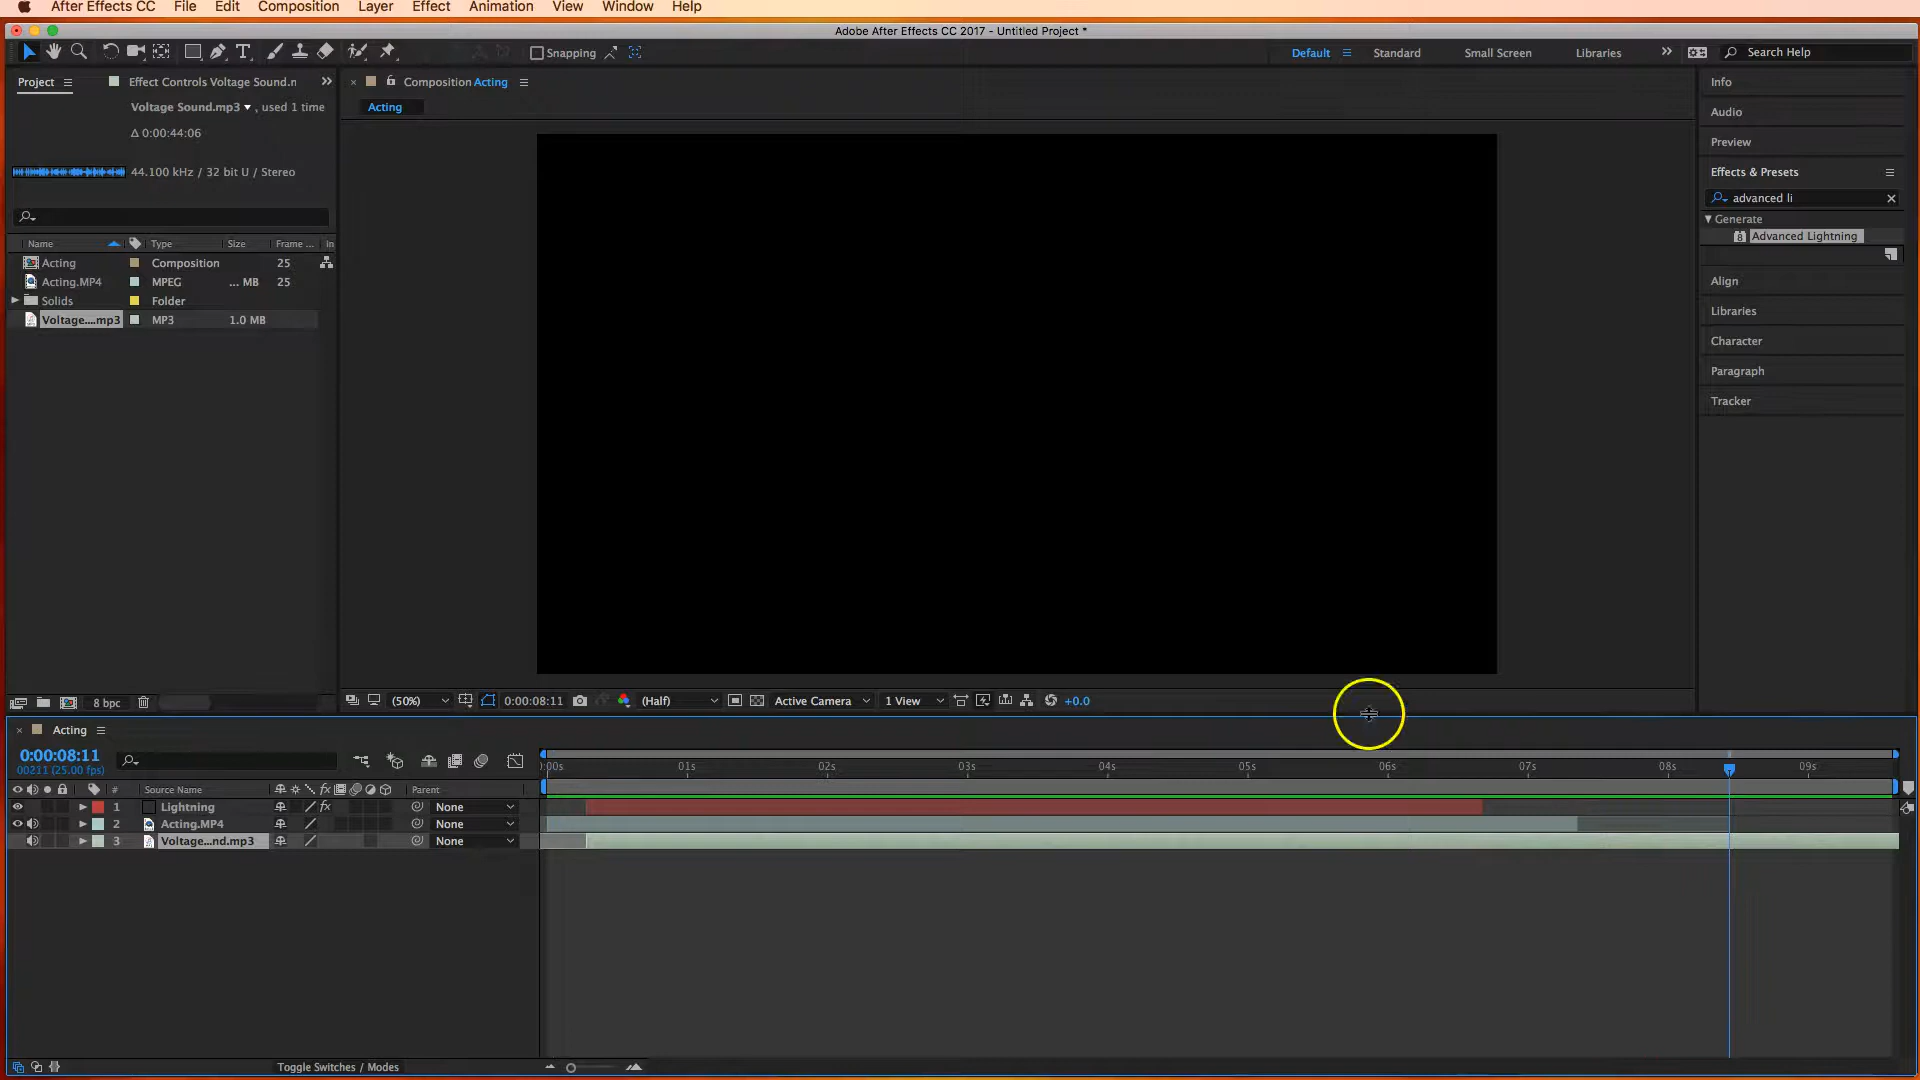 After Effects CC File Edit Composition Layer Effect Animation View Window Help
Adobe After Effects CC 2017 - Untitled Project *
Snapping Default Standard Small Screen Libraries Search Help
Project Effect Controls Voltage Sound.n
Composition Acting
Voltage Sound.mp3 , used 1 time
Acting
Δ 0:00:44:06
44.100 kHz / 32 bit U / Stereo
Name Type Size Frame ... In
Acting Composition 25
Acting.MP4 MPEG ... MB 25
Solids Folder
Voltage....mp3 MP3 1.0 MB
Info
Audio
Preview
Effects & Presets
advanced li
Generate
Advanced Lightning
Align
Libraries
Character
Paragraph
Tracker
8 bpc
(50%) 0:00:08:11 (Half) Active Camera 1 View +0.0
Acting
0:00:08:11
00211 (25.00 fps)
:00s 01s 02s 03s 04s 05s 06s 07s 08s 09s
# Source Name fx Parent
1 Lightning fx None
2 Acting.MP4 None
3 Voltage...nd.mp3 None
Toggle Switches / Modes